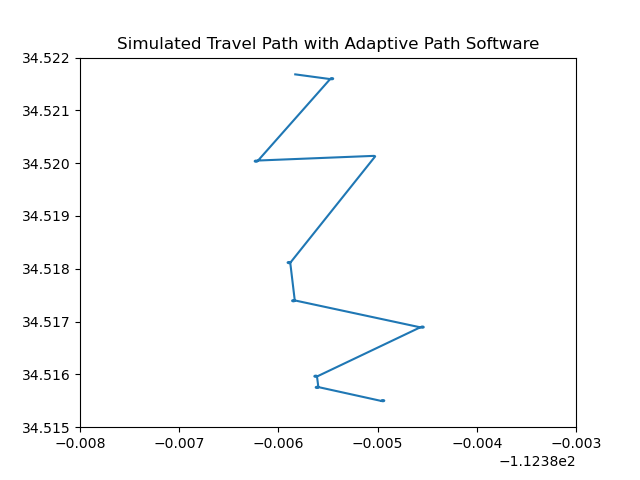 Simulated Travel Path with Adaptive Path Software
34.522
34.521
34.520
34.519
34.518
34.517
34.516
34.515
−0.008 −0.007 −0.006 −0.005 −0.004 −0.003
−1.1238e2